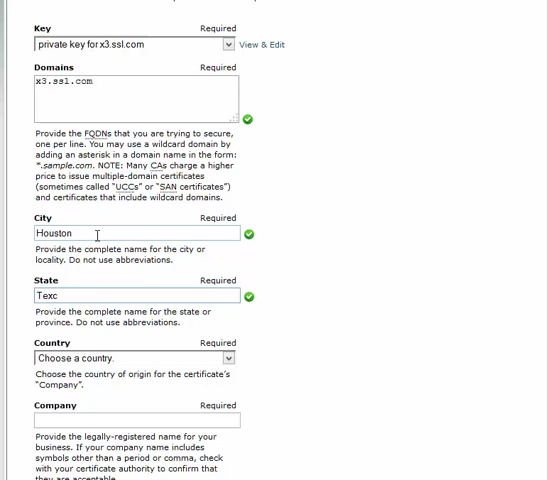 Key Required
private key for x3.ssl.com View & Edit
Domains Required
x3.ssl.com
Provide the FQDNs that you are trying to secure,
one per line. You may use a wildcard domain by
adding an asterisk in a domain name in the form:
*.sample.com. NOTE: Many CAs charge a higher
price to issue multiple-domain certificates
(sometimes called “UCCs” or “SAN certificates”)
and certificates that include wildcard domains.
City Required
Houston
Provide the complete name for the city or
locality. Do not use abbreviations.
State Required
Texc
Provide the complete name for the state or
province. Do not use abbreviations.
Country Required
Choose a country.
Choose the country of origin for the certificate’s
“Company”.
Company Required
Provide the legally-registered name for your
business. If your company name includes
symbols other than a period or comma, check
with your certificate authority to confirm that
they are acceptable.